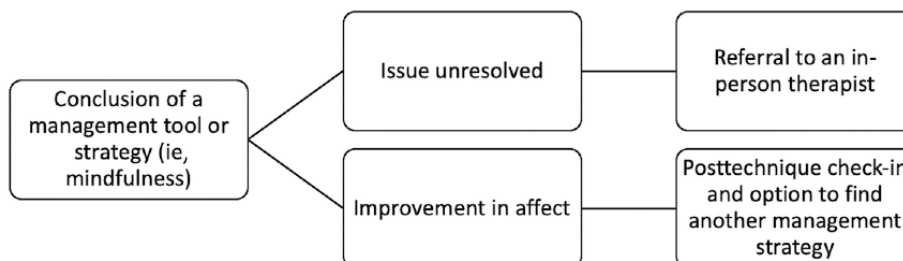 Conclusion of a
management tool or
strategy (ie,
mindfulness)
Issue unresolved
Referral to an in-
person therapist
Improvement in affect
Posttechnique check-in
and option to find
another management
strategy